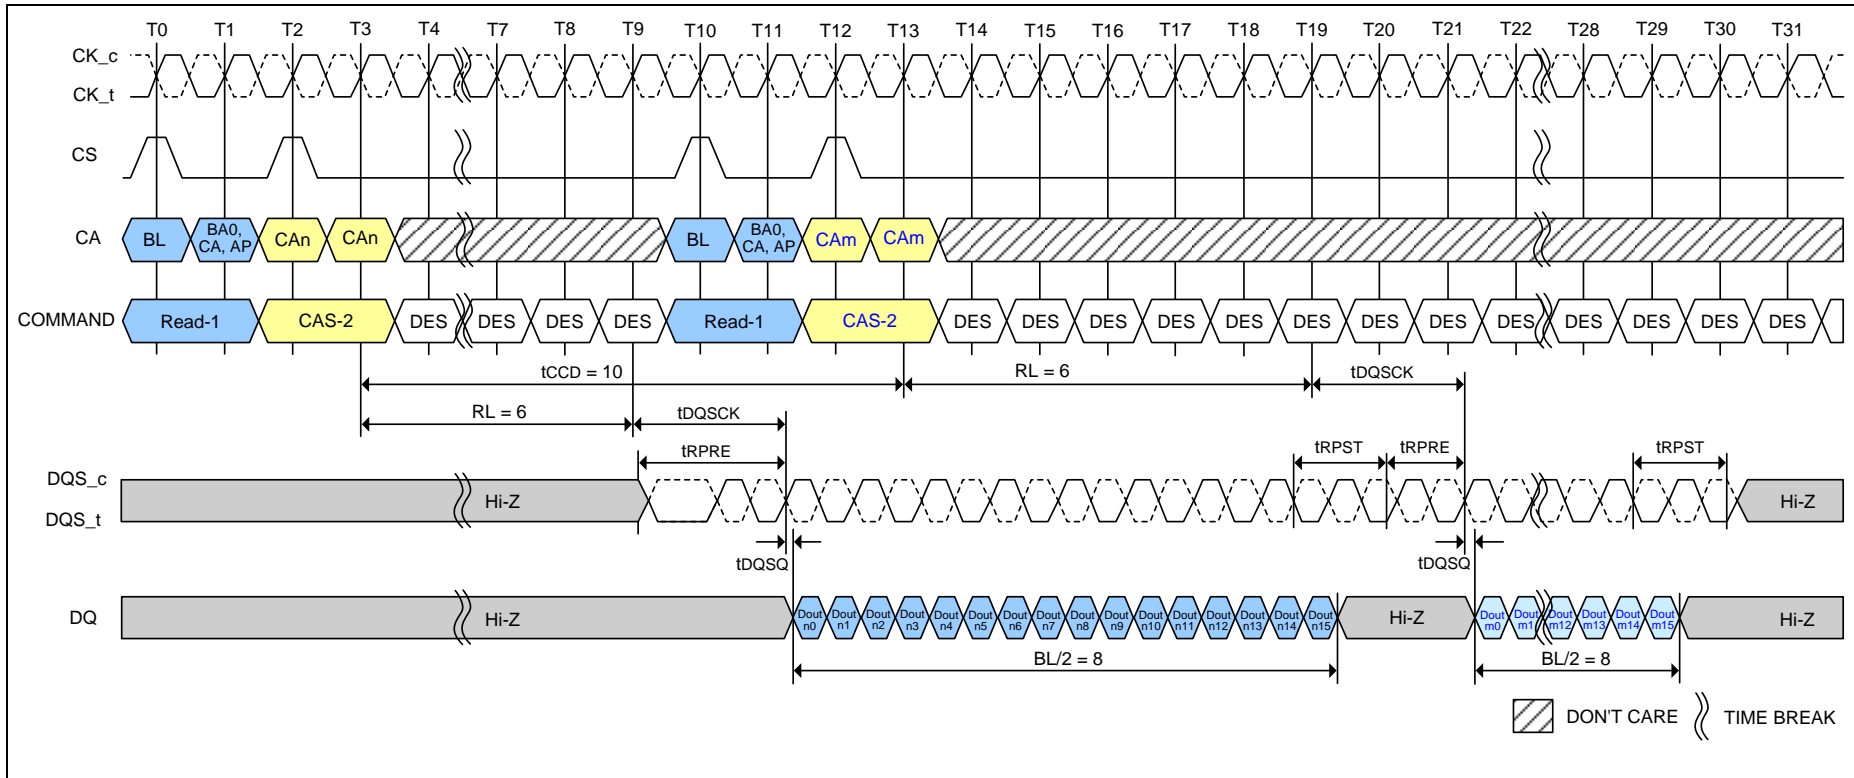 T0 T1 T2 T3 T4 T7 T8 T9 T10 T11 T12 T13 T14 T15 T16 T17 T18 T19 T20 T21 T22 T28 T29 T30 T31
CK_c
CK_t
CS
CA BL BA0, CA, AP CAn CAn BL BA0, CA, AP CAm CAm
COMMAND Read-1 CAS-2 DES DES DES DES Read-1 CAS-2 DES DES DES DES DES DES DES DES DES DES DES DES DES
tCCD = 10 RL = 6 tDQSCK
RL = 6 tDQSCK
tRPRE tRPST tRPRE tRPST
DQS_c
Hi-Z Hi-Z
DQS_t
tDQSQ tDQSQ
DQ Hi-Z Dout n0 Dout n1 Dout n2 Dout n3 Dout n4 Dout n5 Dout n6 Dout n7 Dout n8 Dout n9 Dout n10 Dout n11 Dout n12 Dout n13 Dout n14 Dout n15 Hi-Z Dout m0 Dout m1 Dout m12 Dout m13 Dout m14 Dout m15 Hi-Z
BL/2 = 8 BL/2 = 8
DON'T CARE TIME BREAK